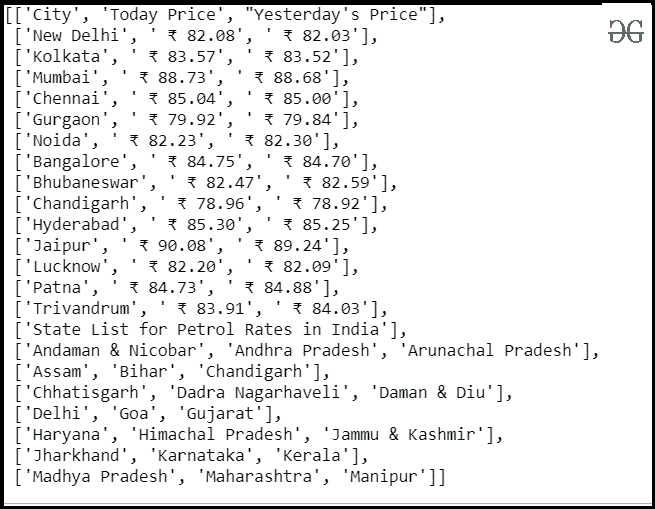 [['City', 'Today Price', "Yesterday's Price"],
['New Delhi', ' ₹ 82.08', ' ₹ 82.03'],
['Kolkata', ' ₹ 83.57', ' ₹ 83.52'],
['Mumbai', ' ₹ 88.73', ' ₹ 88.68'],
['Chennai', ' ₹ 85.04', ' ₹ 85.00'],
['Gurgaon', ' ₹ 79.92', ' ₹ 79.84'],
['Noida', ' ₹ 82.23', ' ₹ 82.30'],
['Bangalore', ' ₹ 84.75', ' ₹ 84.70'],
['Bhubaneswar', ' ₹ 82.47', ' ₹ 82.59'],
['Chandigarh', ' ₹ 78.96', ' ₹ 78.92'],
['Hyderabad', ' ₹ 85.30', ' ₹ 85.25'],
['Jaipur', ' ₹ 90.08', ' ₹ 89.24'],
['Lucknow', ' ₹ 82.20', ' ₹ 82.09'],
['Patna', ' ₹ 84.73', ' ₹ 84.88'],
['Trivandrum', ' ₹ 83.91', ' ₹ 84.03'],
['State List for Petrol Rates in India'],
['Andaman & Nicobar', 'Andhra Pradesh', 'Arunachal Pradesh'],
['Assam', 'Bihar', 'Chandigarh'],
['Chhatisgarh', 'Dadra Nagarhaveli', 'Daman & Diu'],
['Delhi', 'Goa', 'Gujarat'],
['Haryana', 'Himachal Pradesh', 'Jammu & Kashmir'],
['Jharkhand', 'Karnataka', 'Kerala'],
['Madhya Pradesh', 'Maharashtra', 'Manipur']]